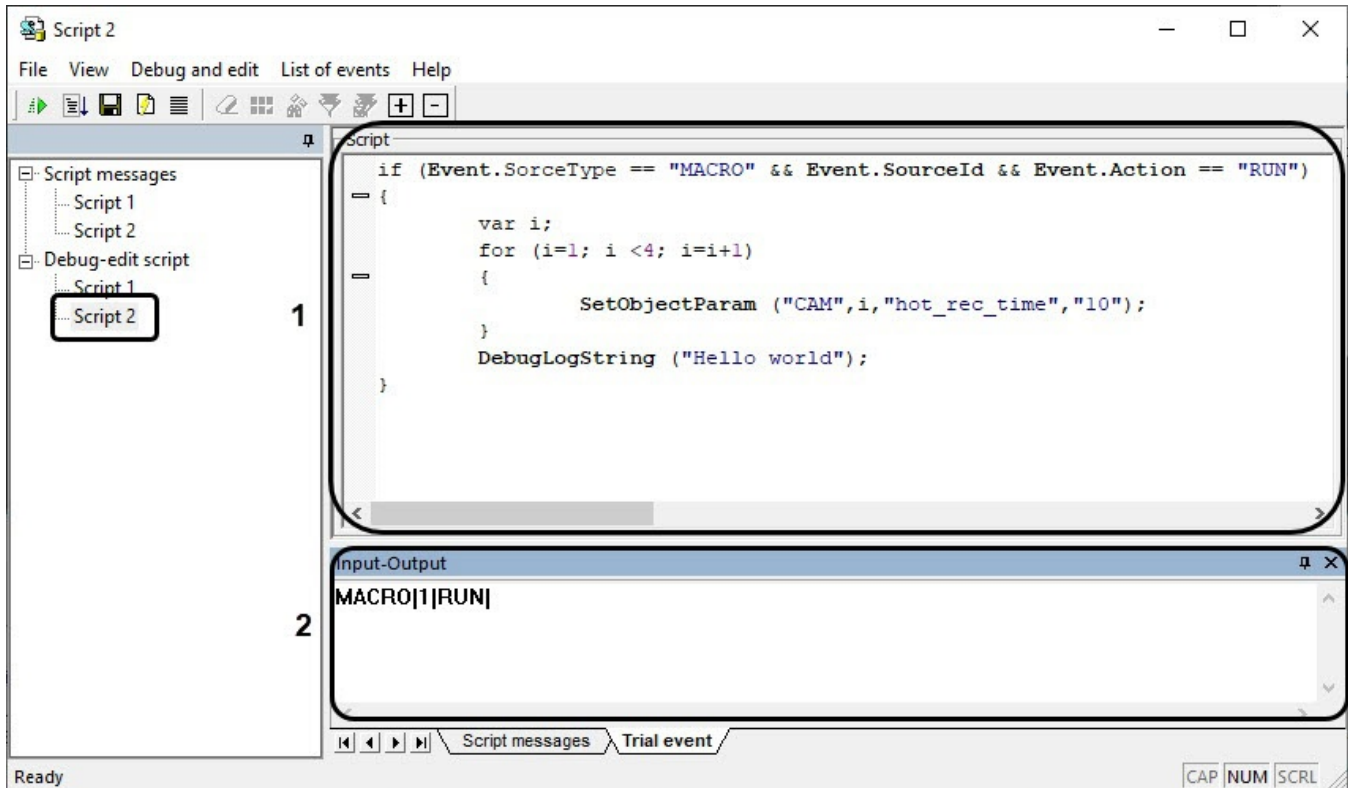 Script 2
File View Debug and edit List of events Help
Script messages
Script 1
Script 2
Debug-edit script
Script 1
Script 2
1
Script
if (Event.SorceType == "MACRO" && Event.SourceId && Event.Action == "RUN")
{
var i;
for (i=1; i <4; i=i+1)
{
SetObjectParam ("CAM",i,"hot_rec_time","10");
}
DebugLogString ("Hello world");
}
2
Input-Output
MACRO|1|RUN|
Script messages Trial event
Ready CAP NUM SCRL